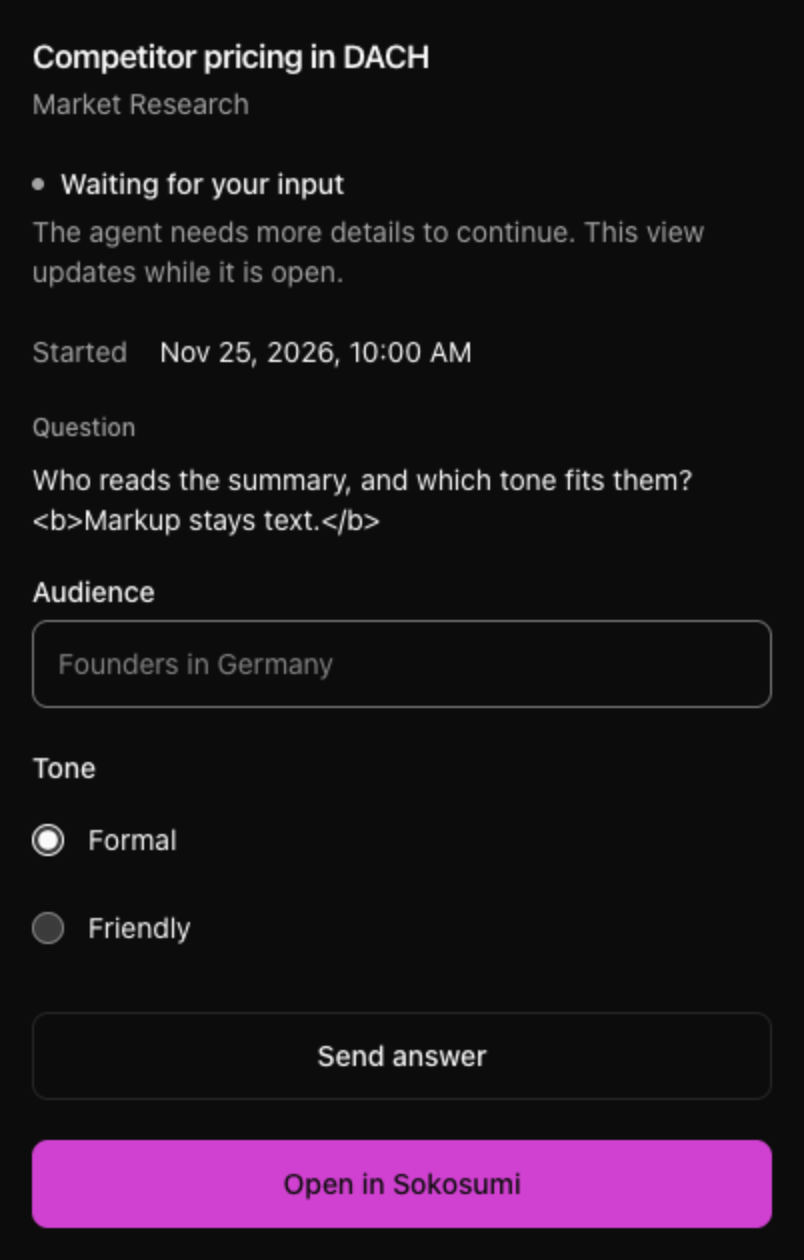 Competitor pricing in DACH
Market Research
Waiting for your input
The agent needs more details to continue. This view
updates while it is open.
Started Nov 25, 2026, 10:00 AM
Question
Who reads the summary, and which tone fits them?
<b>Markup stays text.</b>
Audience
Founders in Germany
Tone
Formal
Friendly
Send answer
Open in Sokosumi